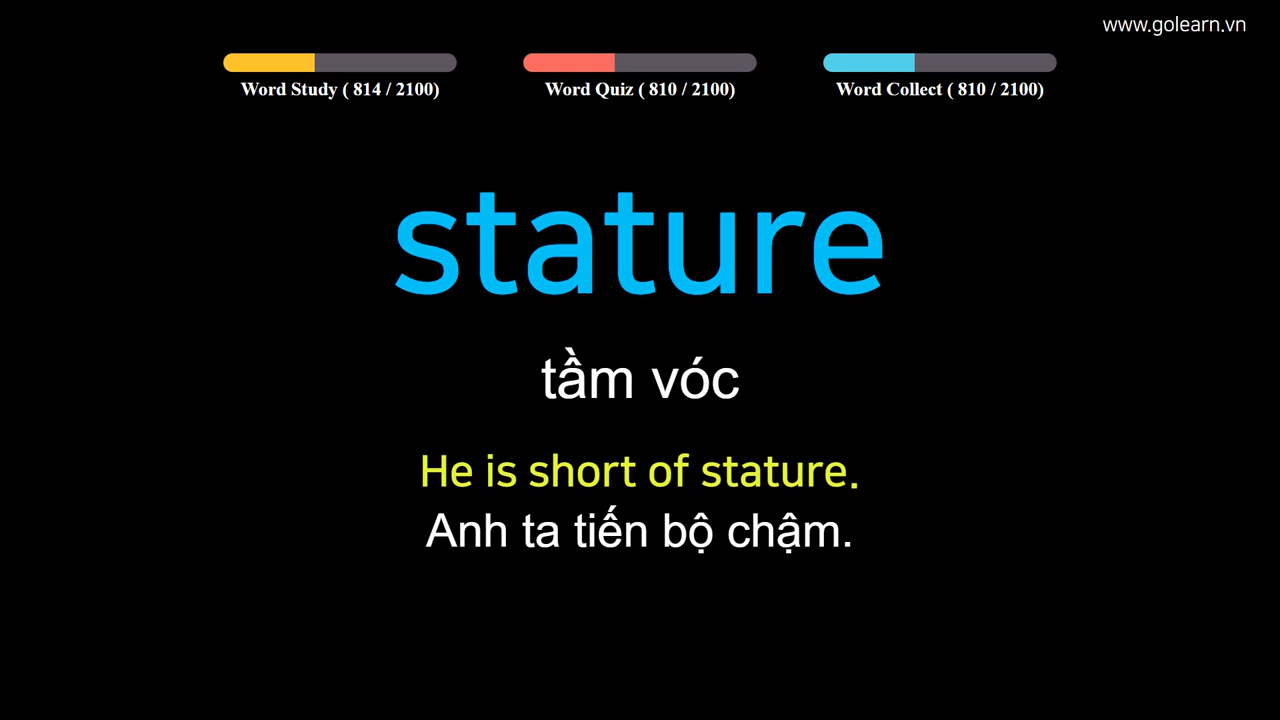 www.golearn.vn
Word Study ( 814 / 2100)
Word Quiz ( 810 / 2100)
Word Collect ( 810 / 2100)
stature
tầm vóc
He is short of stature.
Anh ta tiến bộ chậm.